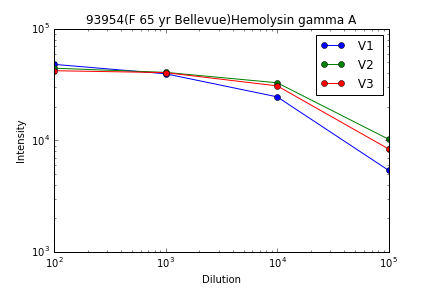 93954(F 65 yr Bellevue)Hemolysin gamma A
10^5
10^4
10^3
Intensity
V1
V2
V3
10^2
10^3
10^4
10^5
Dilution